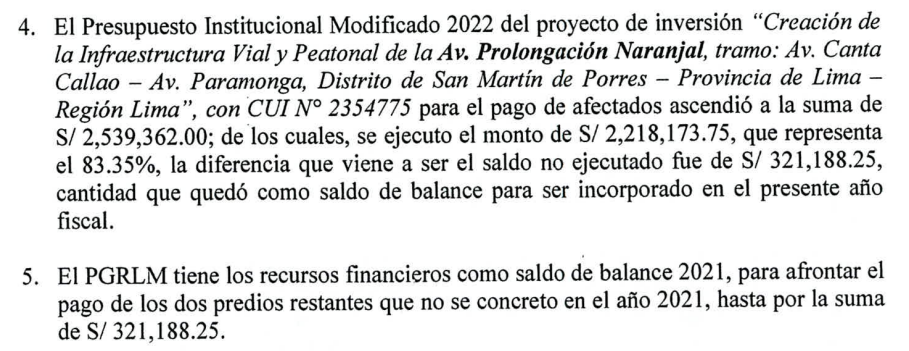 4. El Presupuesto Institucional Modificado 2022 del proyecto de inversión “Creación de
la Infraestructura Vial y Peatonal de la Av. Prolongación Naranjal, tramo: Av. Canta
Callao – Av. Paramonga, Distrito de San Martín de Porres – Provincia de Lima –
Región Lima”, con CUI N° 2354775 para el pago de afectados ascendió a la suma de
S/ 2,539,362.00; de los cuales, se ejecuto el monto de S/ 2,218,173.75, que representa
el 83.35%, la diferencia que viene a ser el saldo no ejecutado fue de S/ 321,188.25,
cantidad que quedó como saldo de balance para ser incorporado en el presente año
fiscal.
5. El PGRLM tiene los recursos financieros como saldo de balance 2021, para afrontar el
pago de los dos predios restantes que no se concreto en el año 2021, hasta por la suma
de S/ 321,188.25.